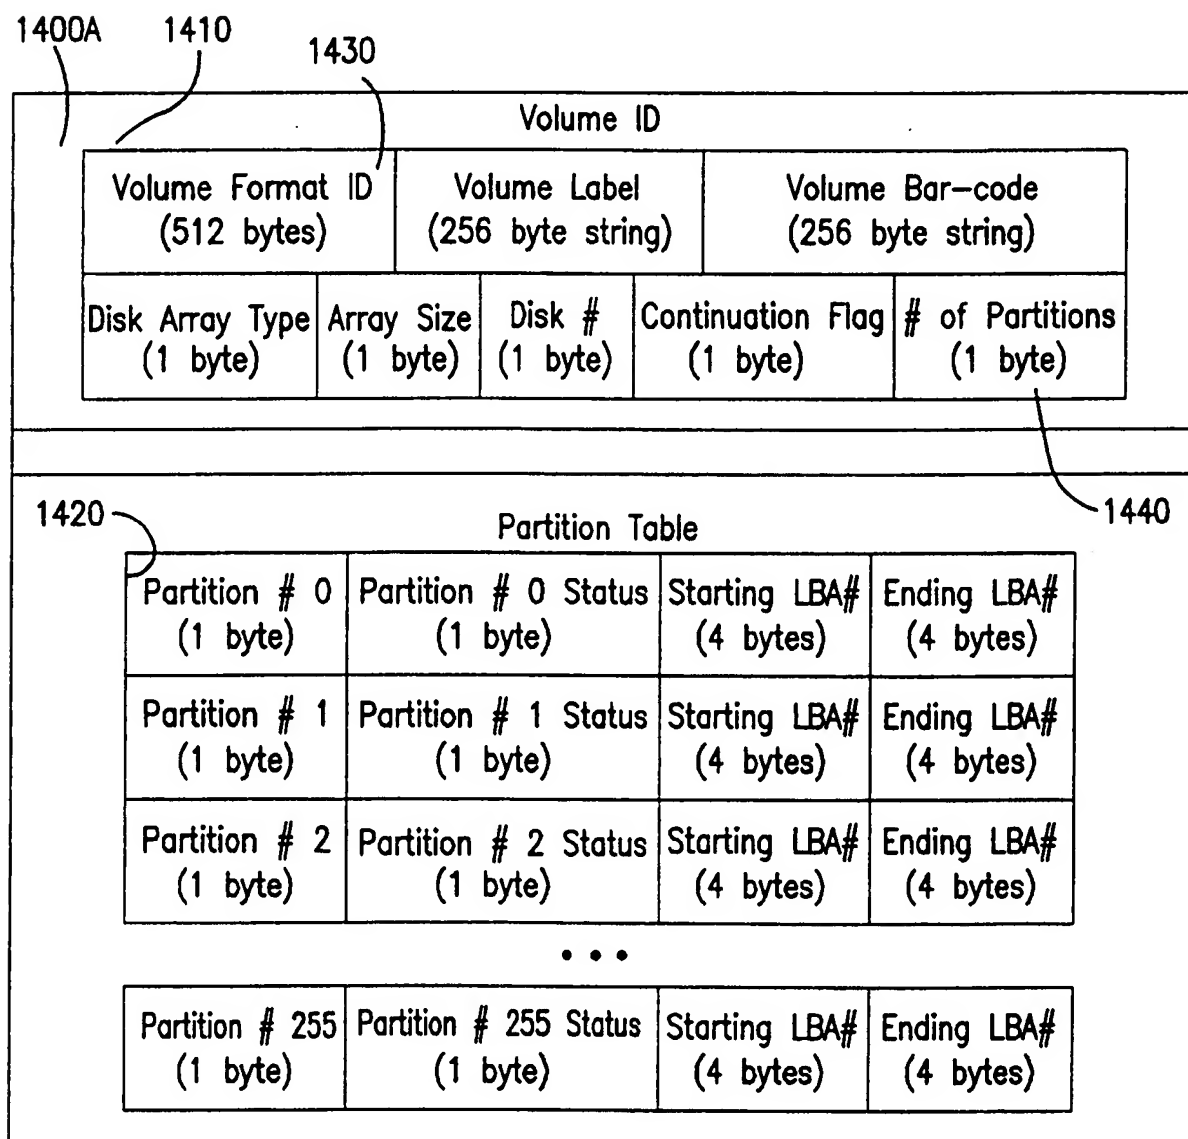 1400A 1410
1430
Volume ID
Volume Format ID Volume Label Volume Bar-code
(512 bytes) (256 byte string) (256 byte string)
Disk Array Type Array Size Disk # Continuation Flag # of Partitions
(1 byte) (1 byte) (1 byte) (1 byte) (1 byte)
1420 1440
Partition Table
Partition # 0 Partition # 0 Status Starting LBA# Ending LBA#
(1 byte) (1 byte) (4 bytes) (4 bytes)
Partition # 1 Partition # 1 Status Starting LBA# Ending LBA#
(1 byte) (1 byte) (4 bytes) (4 bytes)
Partition # 2 Partition # 2 Status Starting LBA# Ending LBA#
(1 byte) (1 byte) (4 bytes) (4 bytes)
• • •
Partition # 255 Partition # 255 Status Starting LBA# Ending LBA#
(1 byte) (1 byte) (4 bytes) (4 bytes)